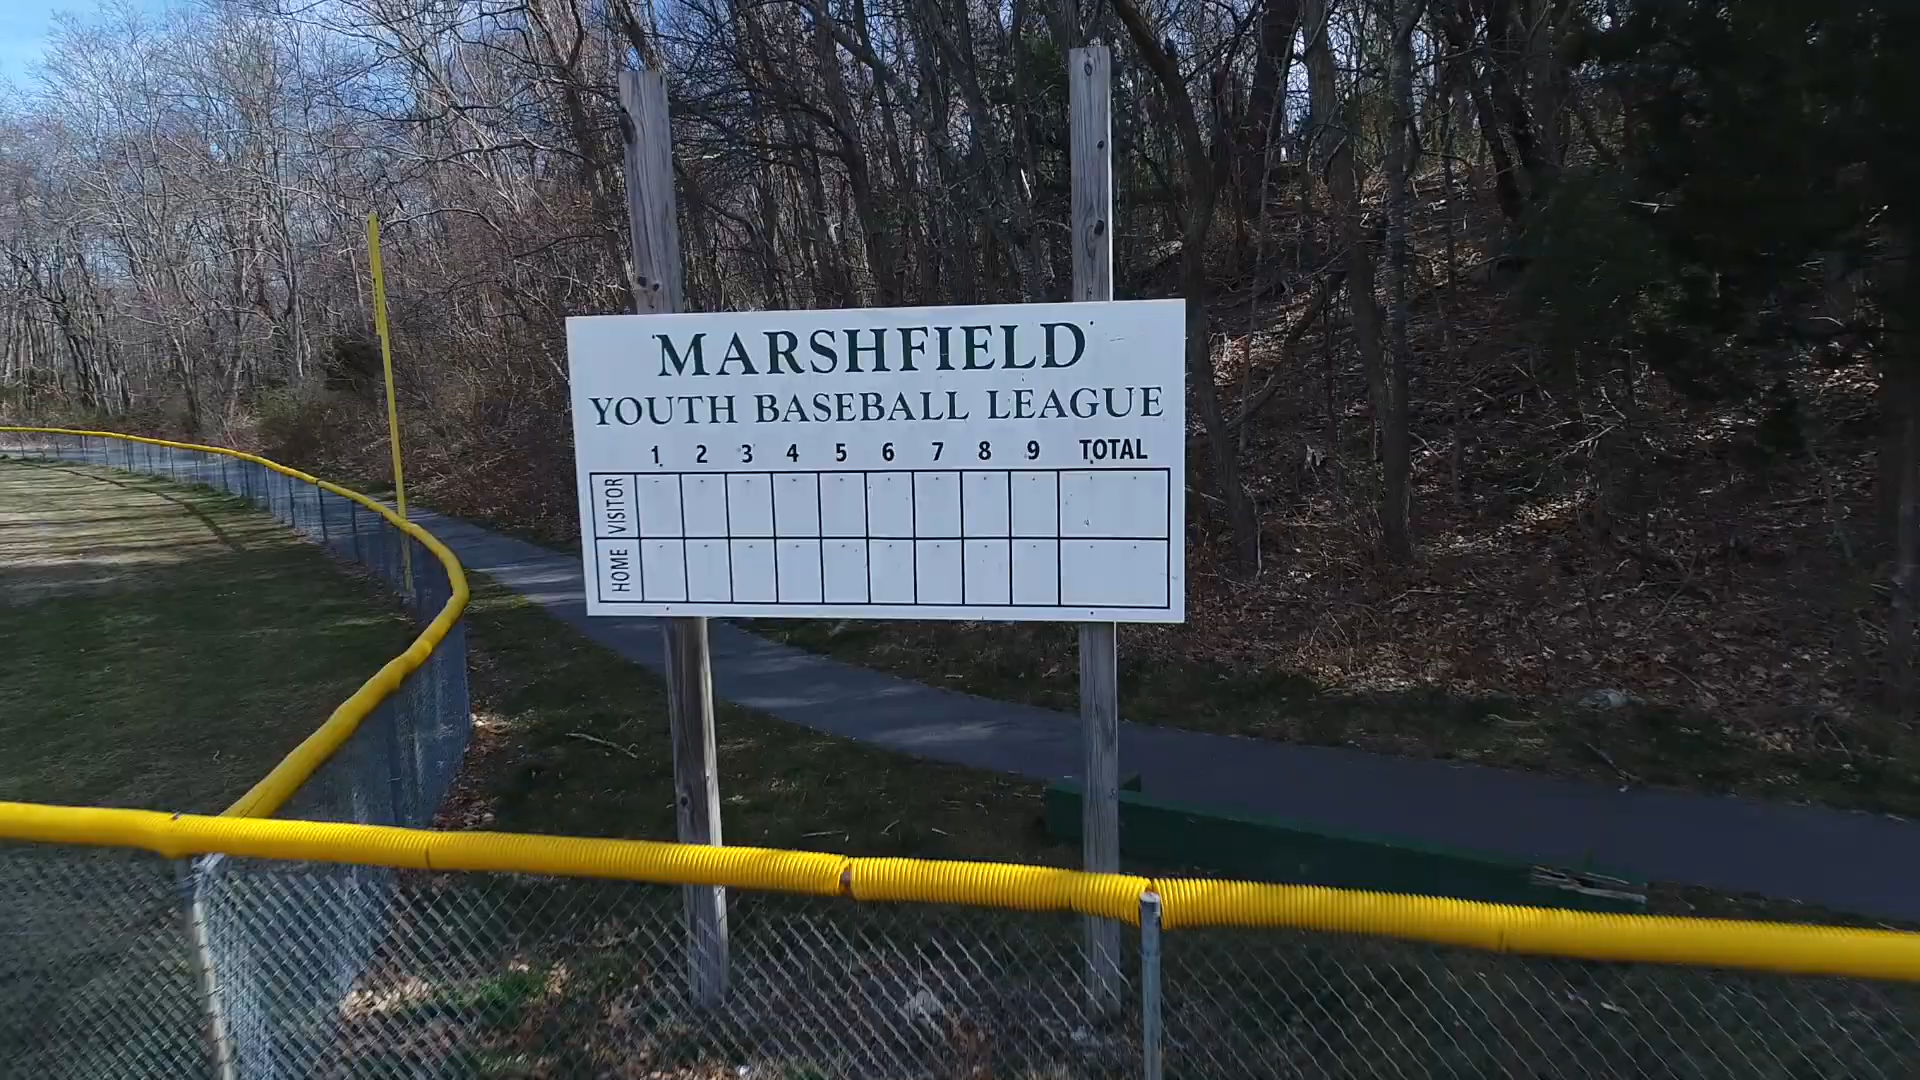 MARSHFIELD
YOUTH BASEBALL LEAGUE
1 2 3 4 5 6 7 8 9 TOTAL
VISITOR
HOME